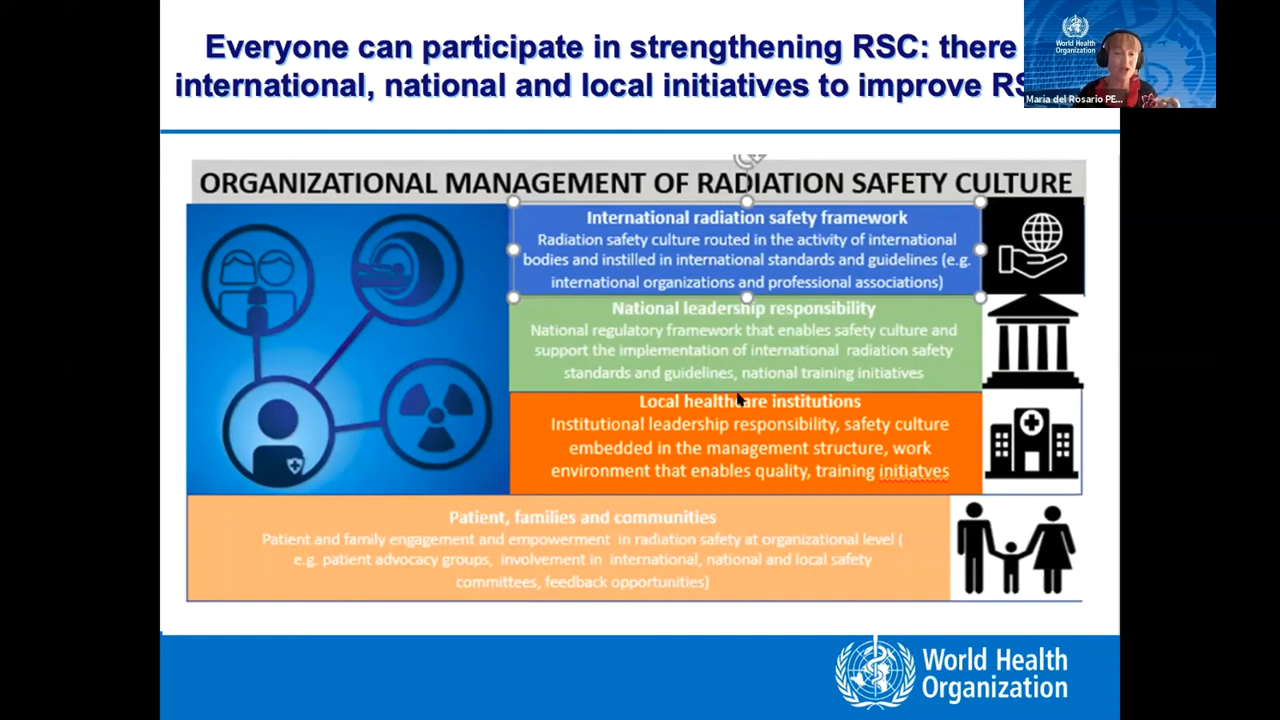 Everyone can participate in strengthening RSC: there
international, national and local initiatives to improve RS
World Health
Organization
Maria del Rosario PE...
ORGANIZATIONAL MANAGEMENT OF RADIATION SAFETY CULTURE
International radiation safety framework
Radiation safety culture routed in the activity of international
bodies and instilled in international standards and guidelines (e.g.
international organizations and professional associations)
National leadership responsibility
National regulatory framework that enables safety culture and
support the implementation of international radiation safety
standards and guidelines, national training initiatives
Local healthcare institutions
Institutional leadership responsibility, safety culture
embedded in the management structure, work
environment that enables quality, training initiatves
Patient, families and communities
Patient and family engagement and empowerment in radiation safety at organizational level (
e.g. patient advocacy groups, involvement in international, national and local safety
committees, feedback opportunities)
World Health
Organization